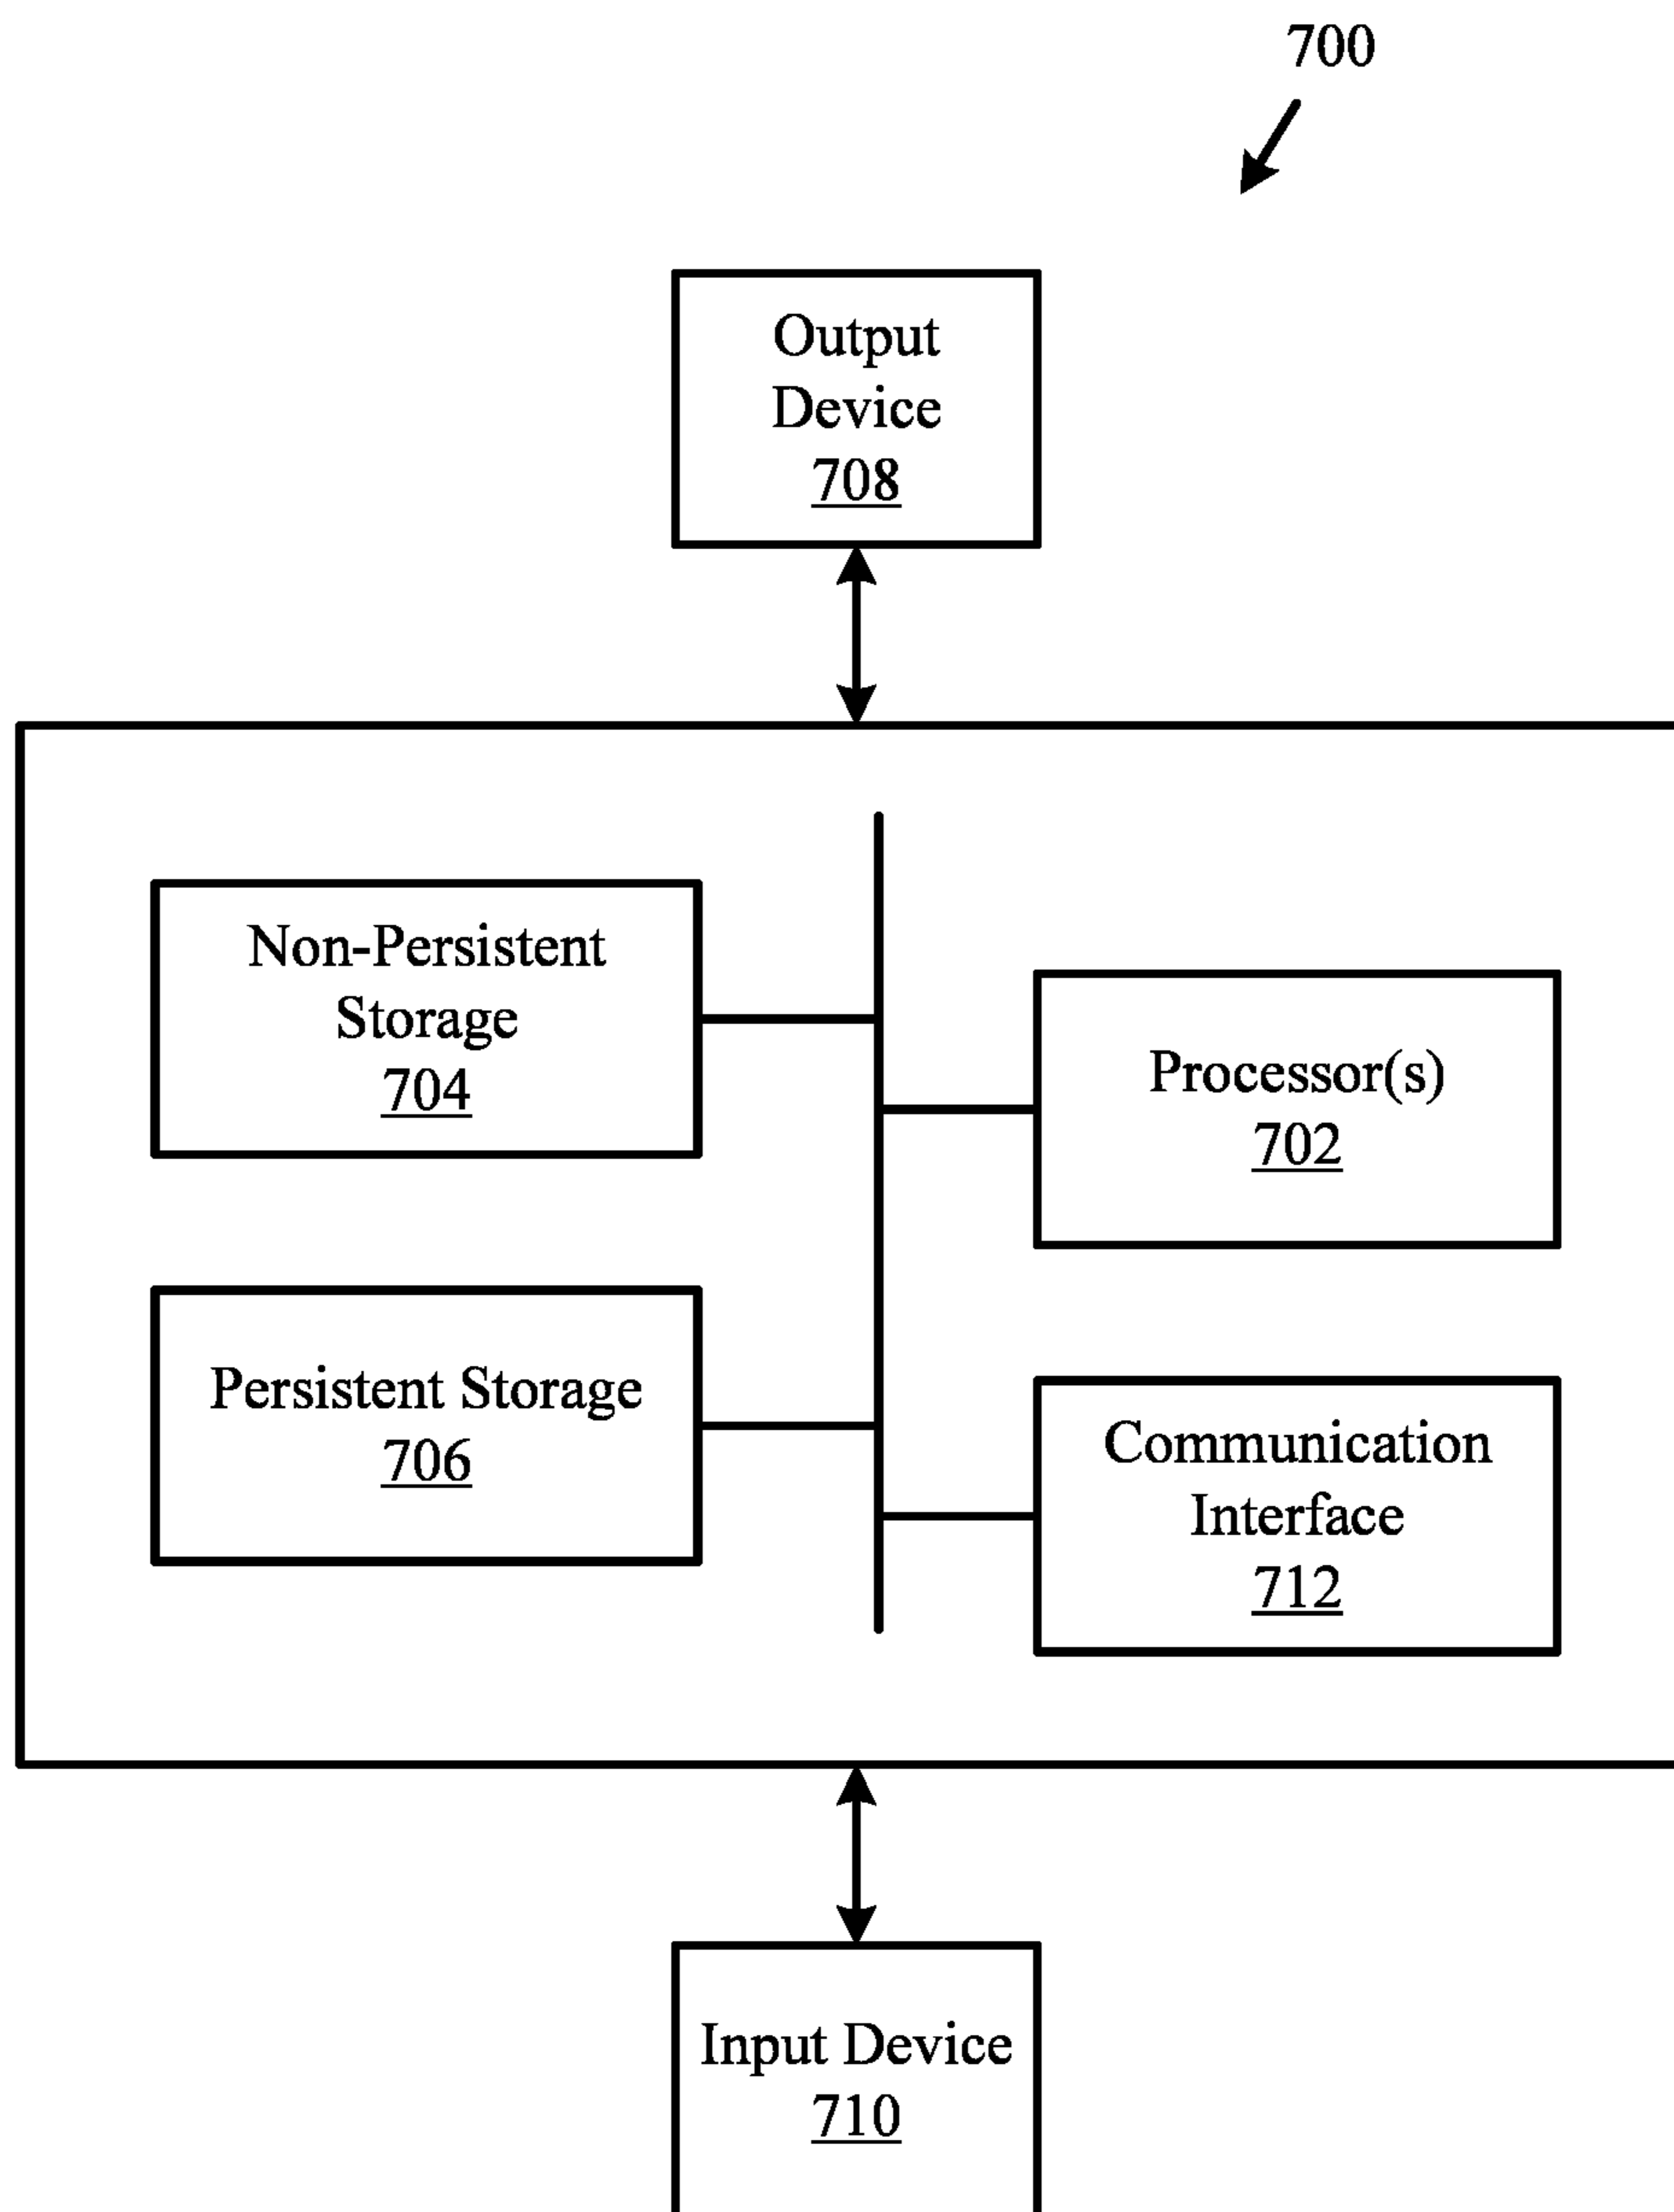 700
Output
Device
708
Non-Persistent
Storage
704
Processor(s)
702
Persistent Storage
706
Communication
Interface
712
Input Device
710